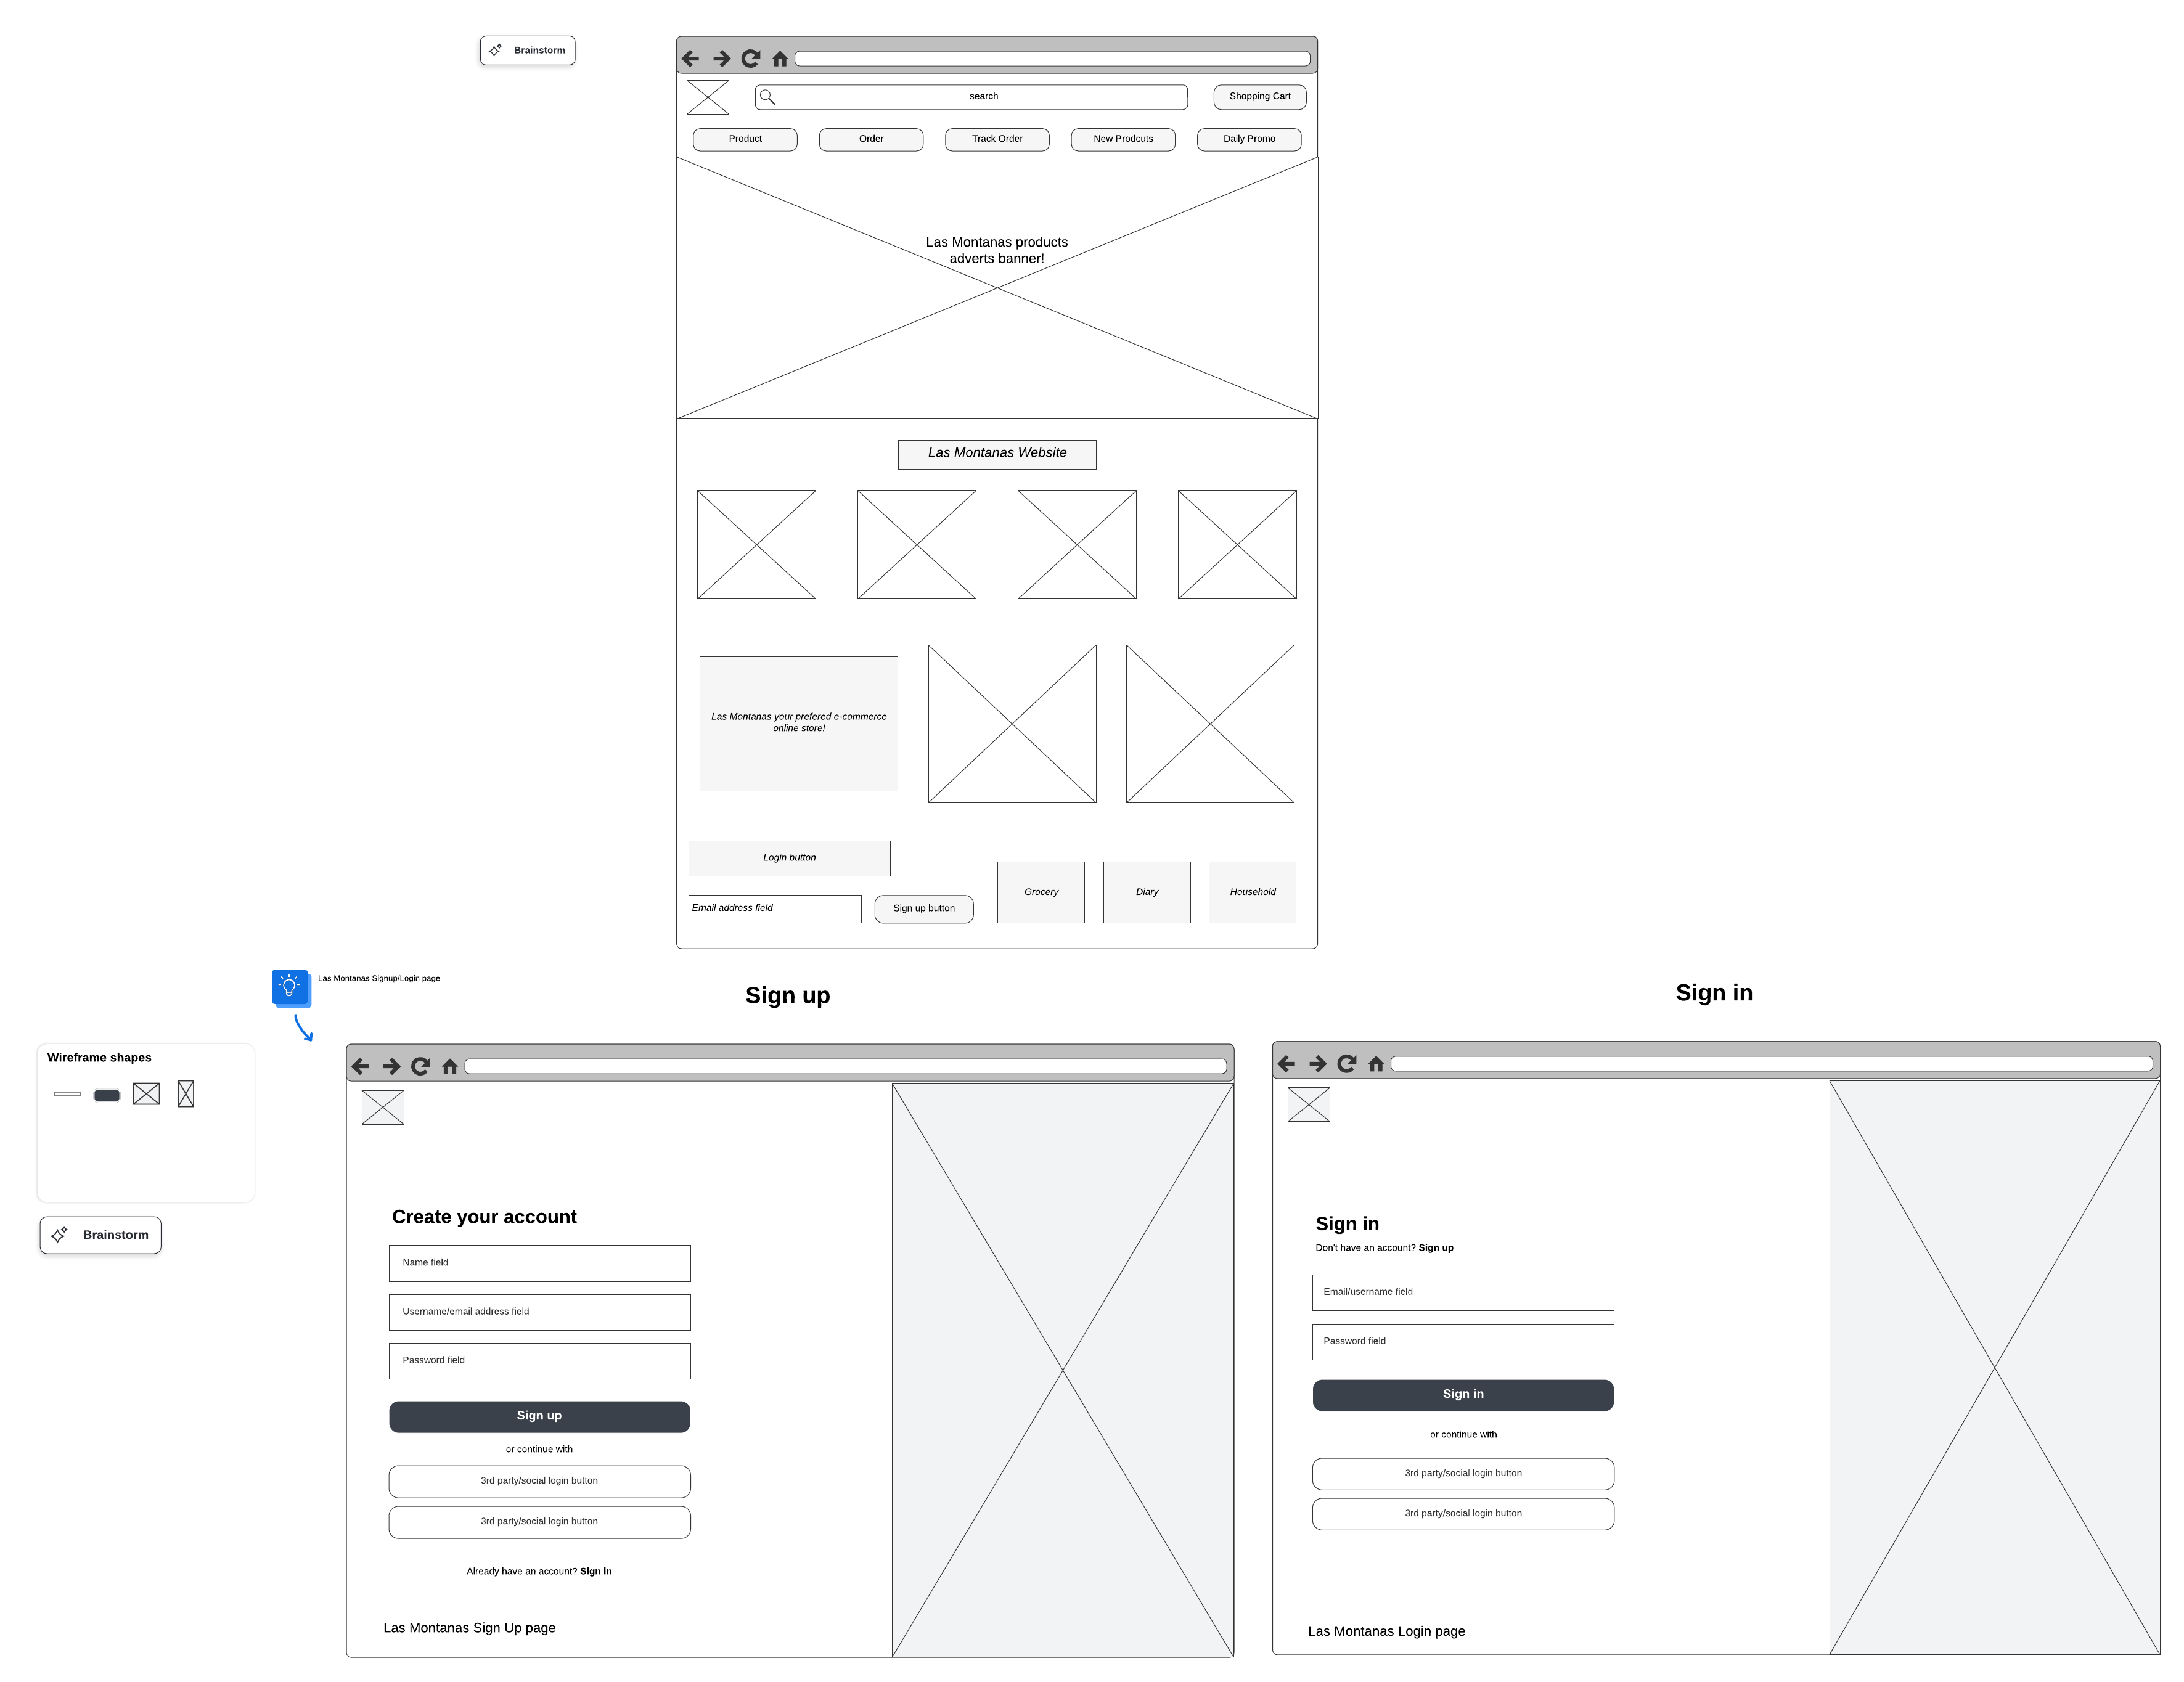 Brainstorm
search
Shopping Cart
Product
Order
Track Order
New Prodcuts
Daily Promo
Las Montanas products
adverts banner!
Las Montanas Website
Las Montanas your prefered e-commerce
online store!
Login button
Email address field
Sign up button
Grocery
Diary
Household
Las Montanas Signup/Login page
Sign up
Sign in
Wireframe shapes
Brainstorm
Create your account
Name field
Username/email address field
Password field
Sign up
or continue with
3rd party/social login button
3rd party/social login button
Already have an account? Sign in
Las Montanas Sign Up page
Sign in
Don't have an account? Sign up
Email/username field
Password field
Sign in
or continue with
3rd party/social login button
3rd party/social login button
Las Montanas Login page